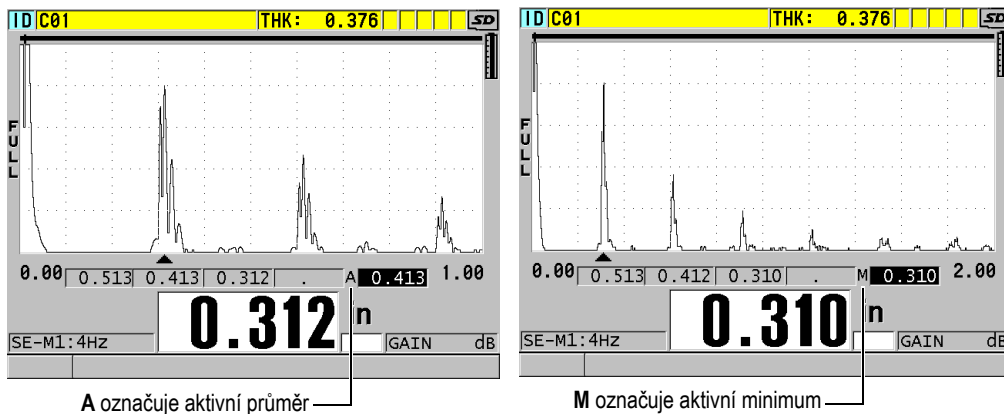 ID C01 THK: 0.376 SD
FULL
0.00 0.513 0.413 0.312 . A 0.413 1.00
0.312 n
SE-M1:4Hz GAIN dB
A označuje aktivní průměr
ID C01 THK: 0.376 SD
FULL
0.00 0.513 0.412 0.310 . M 0.310 2.00
0.310 n
SE-M1:4Hz GAIN dB
M označuje aktivní minimum